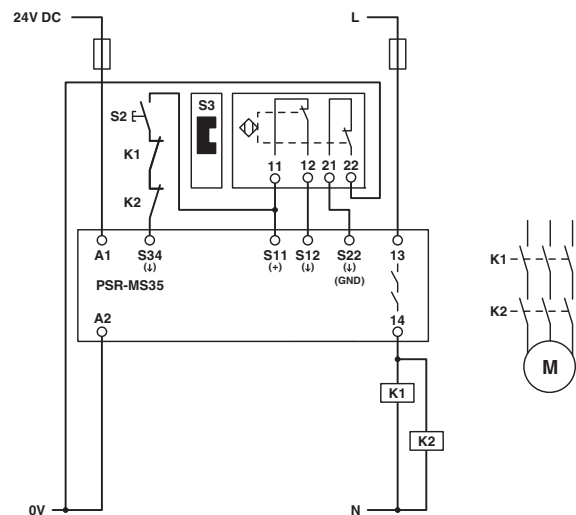 24V DC
L
S3
S2
K1
11 12 21 22
K2
A1 S34 S11 S12 S22 13
(↓) (+) (↓) (↓)
(GND)
PSR-MS35
A2
14
K1
K2
K1
K2
M
0V
N